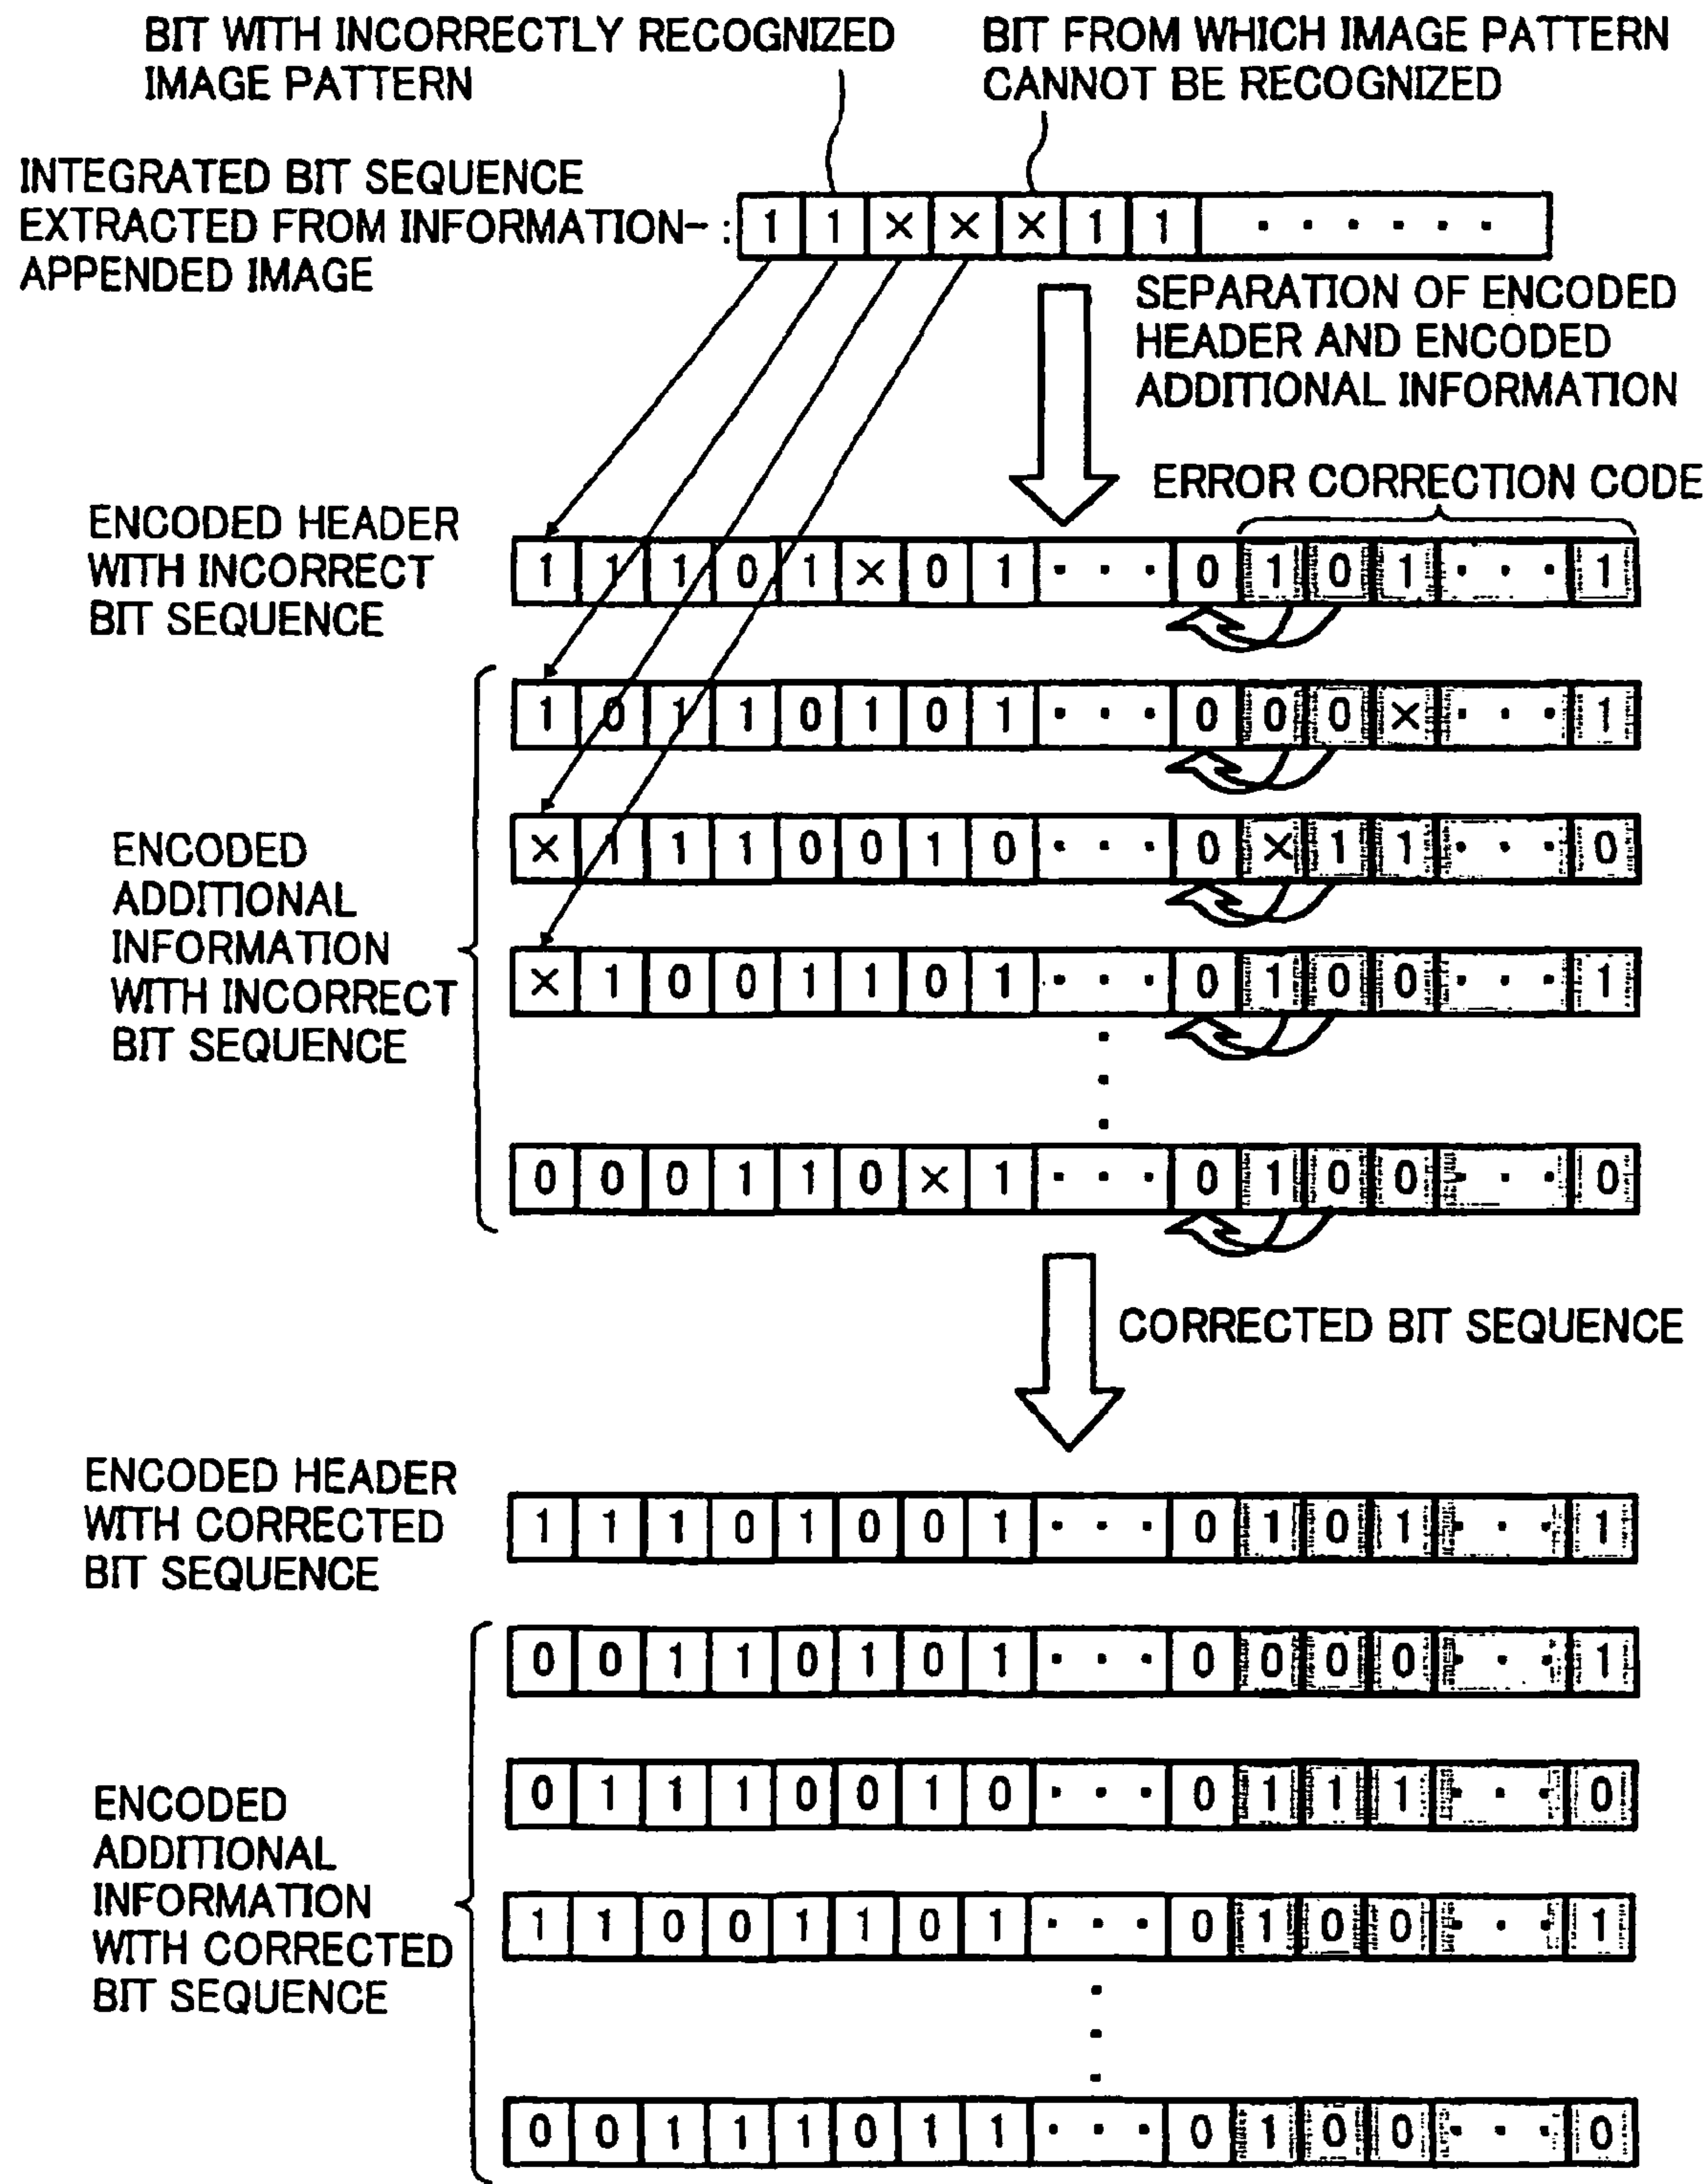 BIT WITH INCORRECTLY RECOGNIZED
IMAGE PATTERN
BIT FROM WHICH IMAGE PATTERN
CANNOT BE RECOGNIZED
INTEGRATED BIT SEQUENCE
EXTRACTED FROM INFORMATION- :
APPENDED IMAGE
1 1 × × × 1 1 · · · · · ·
SEPARATION OF ENCODED
HEADER AND ENCODED
ADDITIONAL INFORMATION
ERROR CORRECTION CODE
ENCODED HEADER
WITH INCORRECT
BIT SEQUENCE
1 1 1 0 1 × 0 1 · · · 0 1 0 1 · · · 1
ENCODED
ADDITIONAL
INFORMATION
WITH INCORRECT
BIT SEQUENCE
1 0 1 1 0 1 0 1 · · · 0 0 0 × · · · 1
× 1 1 1 0 0 1 0 · · · 0 × 1 1 · · · 0
× 1 0 0 1 1 0 1 · · · 0 1 0 0 · · · 1
0 0 0 1 1 0 × 1 · · · 0 1 0 0 · · · 0
CORRECTED BIT SEQUENCE
ENCODED HEADER
WITH CORRECTED
BIT SEQUENCE
1 1 1 0 1 0 0 1 · · · 0 1 0 1 · · · 1
ENCODED
ADDITIONAL
INFORMATION
WITH CORRECTED
BIT SEQUENCE
0 0 1 1 0 1 0 1 · · · 0 0 0 0 · · · 1
0 1 1 1 0 0 1 0 · · · 0 1 1 1 · · · 0
1 1 0 0 1 1 0 1 · · · 0 1 0 0 · · · 1
0 0 1 1 1 0 1 1 · · · 0 1 0 0 · · · 0